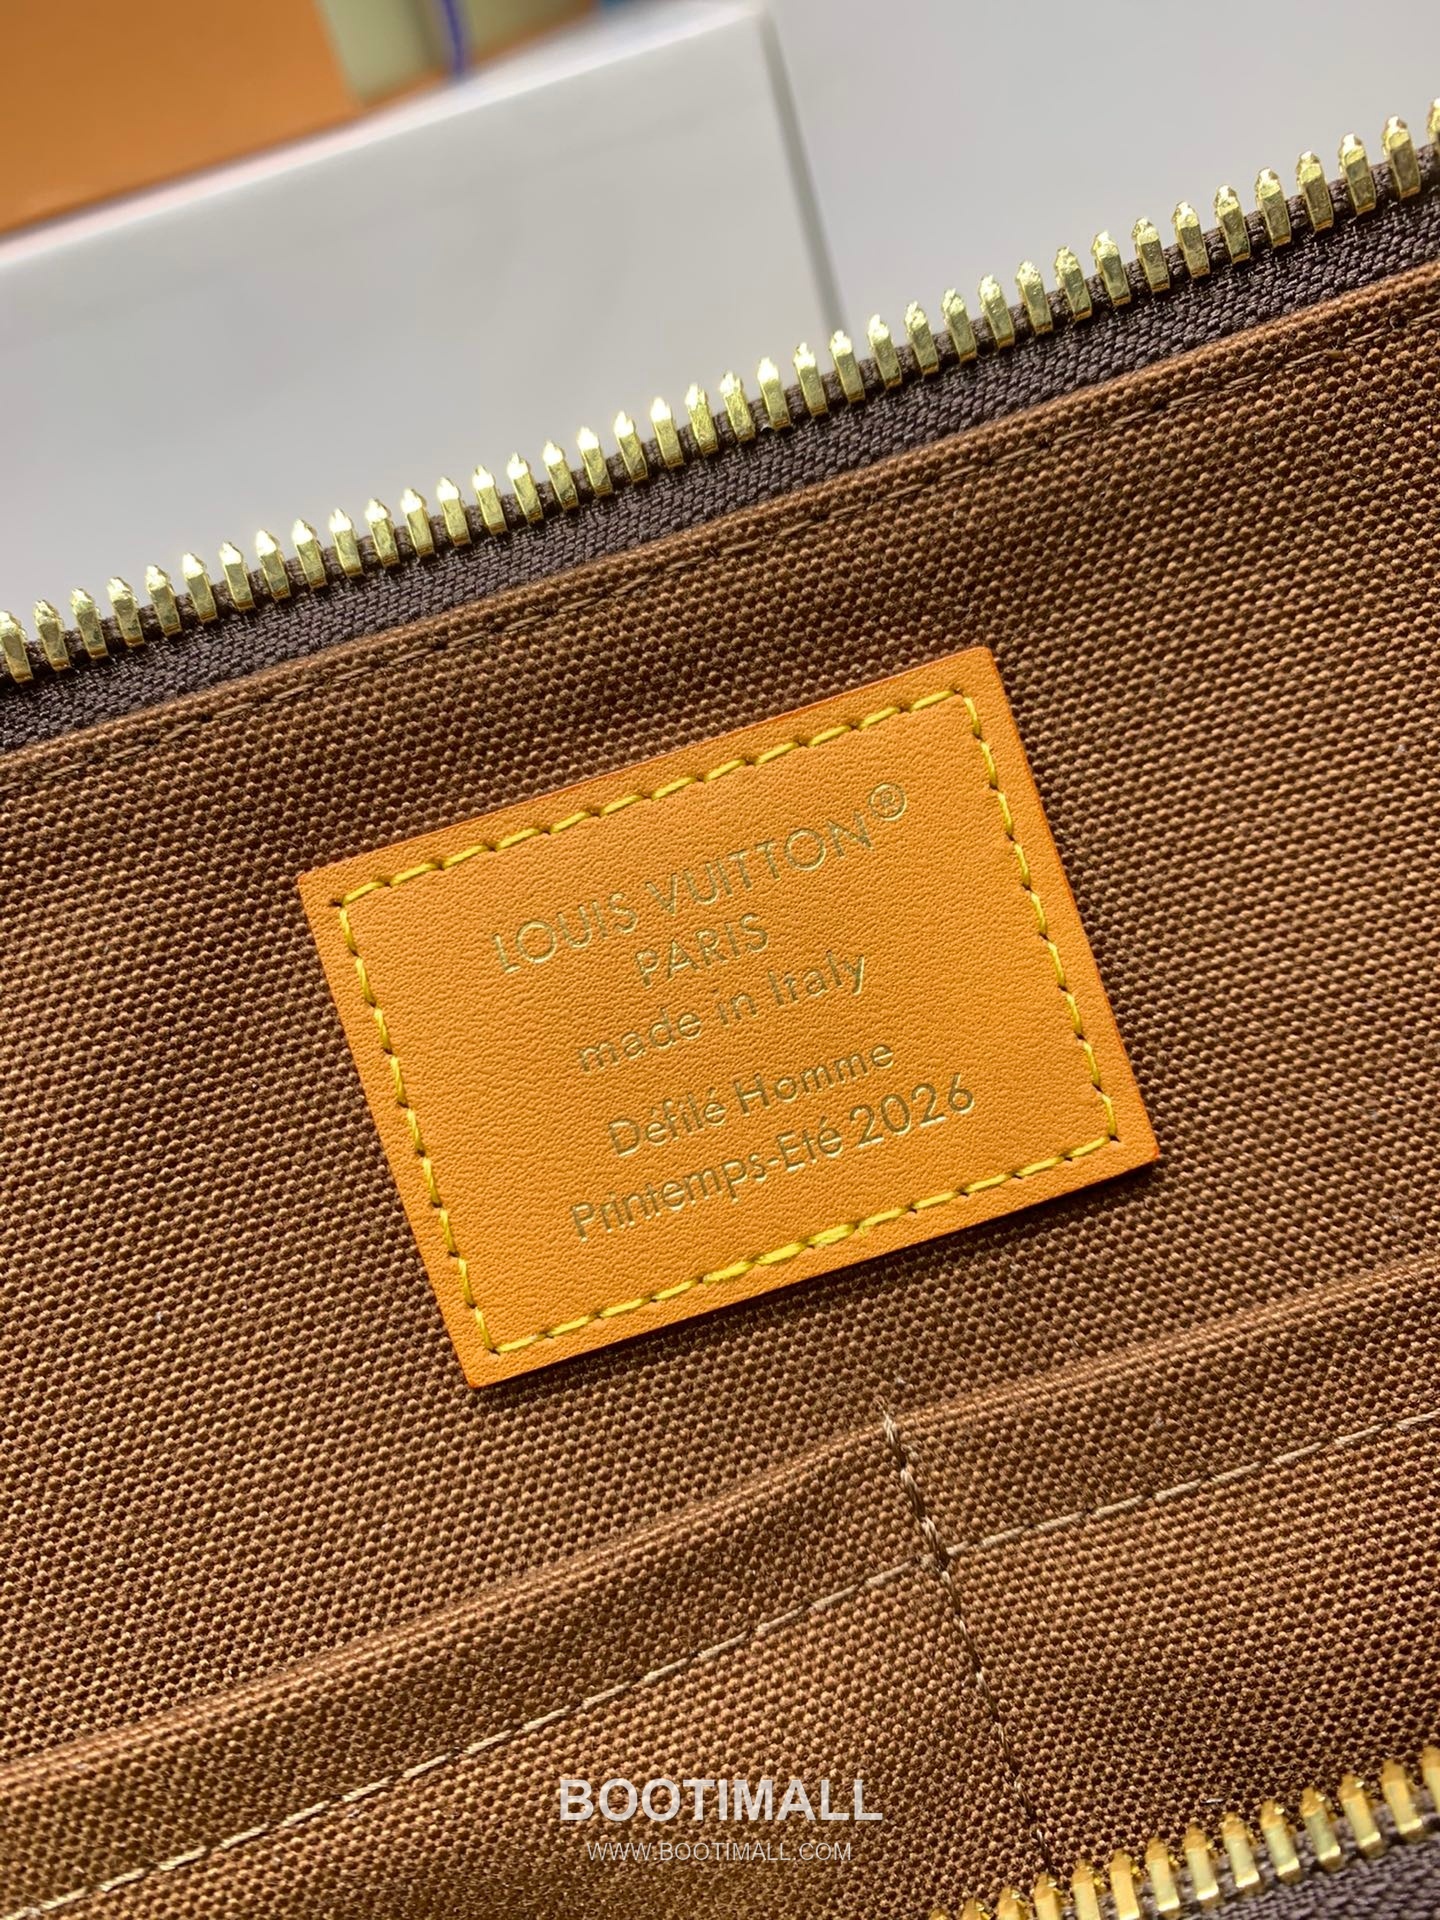 LOUIS VUITTON®
PARIS
made in Italy
Défilé Homme
Printemps-Eté 2026
BOOTIMALL
WWW.BOOTIMALL.COM